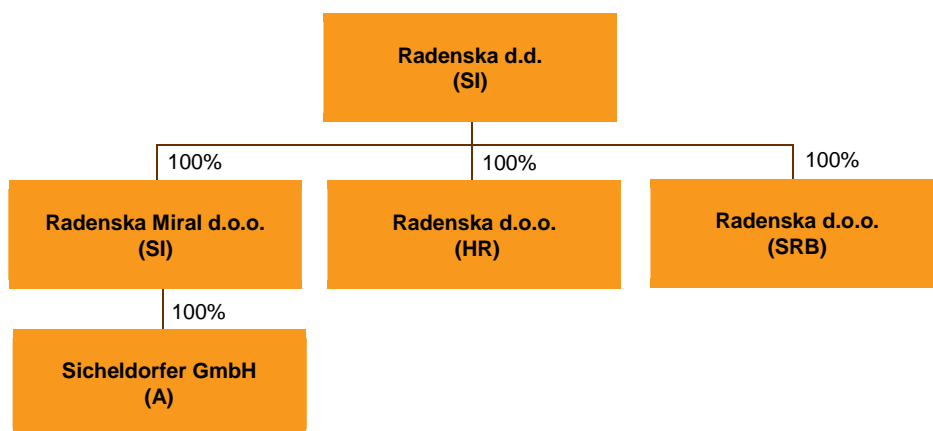 Radenska d.d.
(SI)
100%
100%
100%
Radenska Miral d.o.o.
(SI)
Radenska d.o.o.
(HR)
Radenska d.o.o.
(SRB)
100%
Sicheldorfer GmbH
(A)